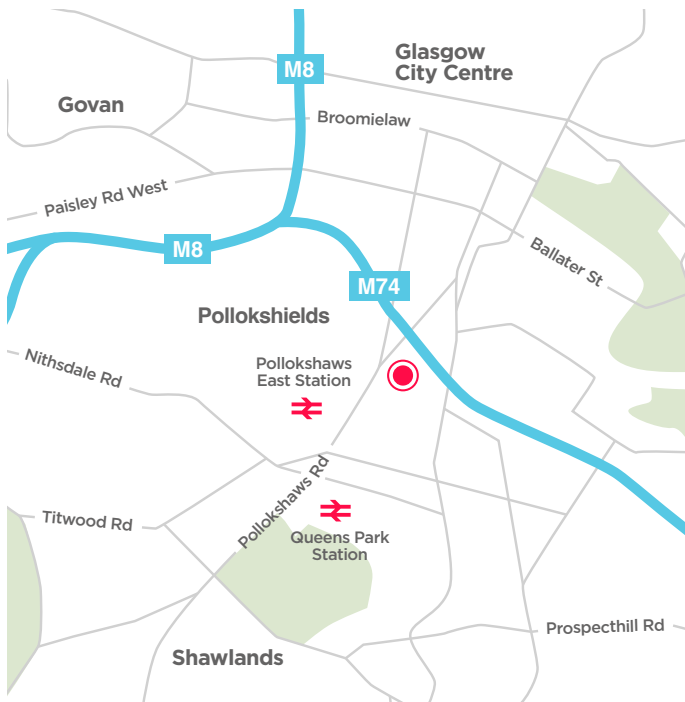 Glasgow
City Centre
M8
Govan
Broomielaw
Paisley Rd West
M8
Ballater St
M74
Pollokshields
Nithsdale Rd
Pollokshaws
East Station
Pollokshaws Rd
Titwood Rd
Queens Park
Station
Prospecthill Rd
Shawlands